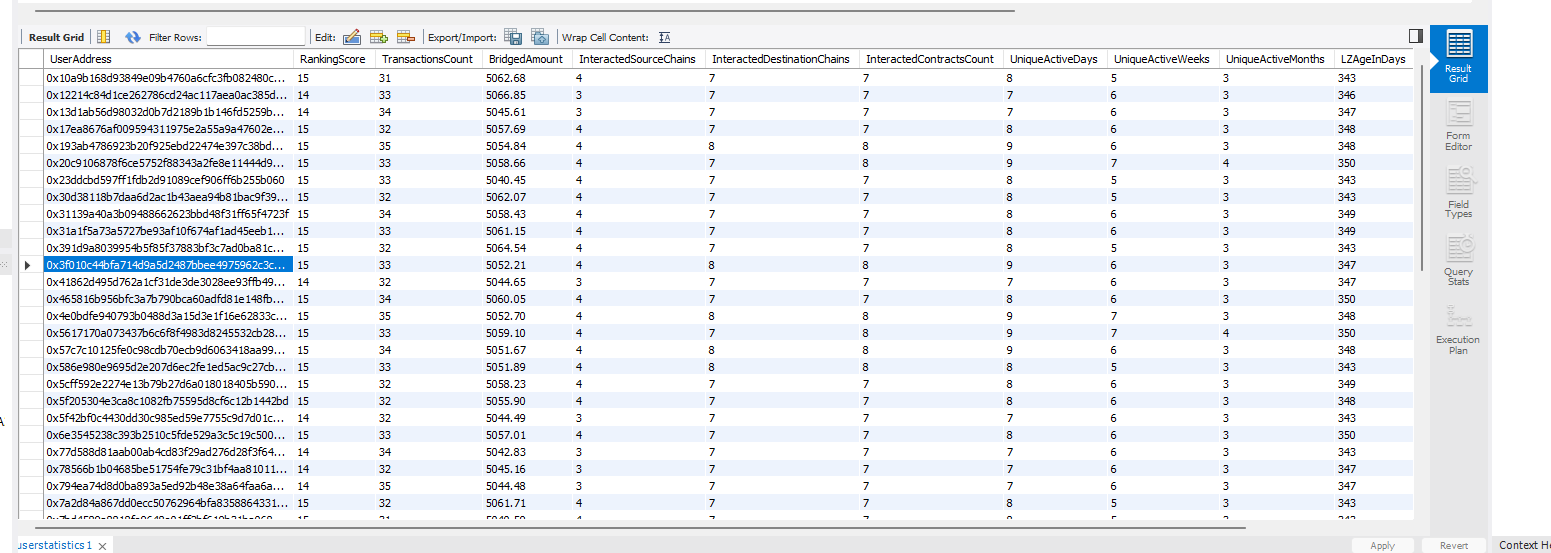 Result Grid Filter Rows: Edit: Export/Import: Wrap Cell Content:
UserAddress RankingScore TransactionsCount BridgedAmount InteractedSourceChains InteractedDestinationChains InteractedContractsCount UniqueActiveDays UniqueActiveWeeks UniqueActiveMonths LZAgeInDays
0x10a9b168d93849e09b4760a6cfc3fb082480c... 15 31 5062.68 4 7 7 8 5 3 343
0x12214c84d1ce262786cd24ac117aea0ac385d... 14 33 5066.85 3 7 7 7 6 3 346
0x13d1ab56d98032d0b7d2189b1b146fd5259b... 14 34 5045.61 3 7 7 7 6 3 347
0x17ea8676af009594311975e2a55a9a47602e... 15 32 5057.69 4 7 7 8 6 3 348
0x193ab4786923b20f925ebd22474e397c38bd... 15 35 5054.84 4 8 8 9 6 3 348
0x20c9106878f6ce5752f88343a2fe8e11444d9... 15 33 5058.66 4 7 8 9 7 4 350
0x23ddcbd597ff1fdb2d91089cef906ff6b255b060 15 33 5040.45 4 7 7 8 5 3 343
0x30d38118b7daa6d2ac1b43aea94b81bac9f39... 15 32 5062.07 4 7 7 8 5 3 343
0x31139a40a3b09488662623bbd48f31ff65f4723f 15 34 5058.43 4 7 7 8 6 3 349
0x31a1f5a73a5727be93af10f674af1ad45eeb1... 15 33 5061.15 4 7 7 8 6 3 349
0x391d9a8039954b5f85f37883bf3c7ad0ba81c... 15 32 5064.54 4 7 7 8 5 3 343
0x3f010c44bfa714d9a5d2487bbee4975962c3c... 15 33 5052.21 4 8 8 9 6 3 347
0x41862d495d762a1cf31de3de3028ee93ffb49... 14 32 5044.65 3 7 7 7 6 3 347
0x465816b956bfc3a7b790bca60adfd81e148fb... 15 34 5060.05 4 7 7 8 6 3 350
0x4e0bdfe940793b0488d3a15d3e1f16e62833c... 15 35 5052.70 4 8 8 9 7 3 348
0x5617170a073437b6c6f8f4983d8245532cb28... 15 33 5059.10 4 7 8 9 7 4 350
0x57c7c10125fe0c98cdb70ecb9d6063418aa99... 15 34 5051.67 4 8 8 9 6 3 348
0x586e980e9695d2e207d6ec2fe1ed5ac9c27cb... 15 33 5051.89 4 8 8 8 5 3 343
0x5cff592e2274e13b79b27d6a018018405b590... 15 32 5058.23 4 7 7 8 6 3 349
0x5f205304e3ca8c1082fb75595d8cf6c12b1442bd 15 32 5055.90 4 7 7 8 6 3 348
0x5f42bf0c4430dd30c985ed59e7755c9d7d01c... 14 32 5044.49 3 7 7 7 6 3 343
0x6e3545238c393b2510c5fde529a3c5c19c500... 15 33 5057.01 4 7 7 8 6 3 350
0x77d588d81aab00ab4cd83f29ad276d28f3f64... 14 34 5042.83 3 7 7 7 6 3 343
0x78566b1b04685be51754fe79c31bf4aa81011... 14 32 5045.16 3 7 7 7 6 3 347
0x794ea74d8d0ba893a5ed92b48e38a64faa6a... 14 35 5044.48 3 7 7 7 6 3 347
0x7a2d84a867dd0ecc50762964bfa8358864331... 15 32 5061.71 4 7 7 8 5 3 343
Result
Grid
Form
Editor
Field
Types
Query
Stats
Execution
Plan
userstatistics 1
Apply Revert Context He